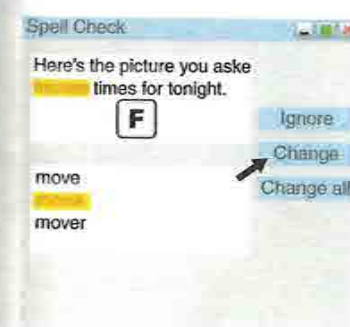 Spell Check
Here's the picture you aske
times for tonight.
F
Ignore
Change
Change all
move
mover